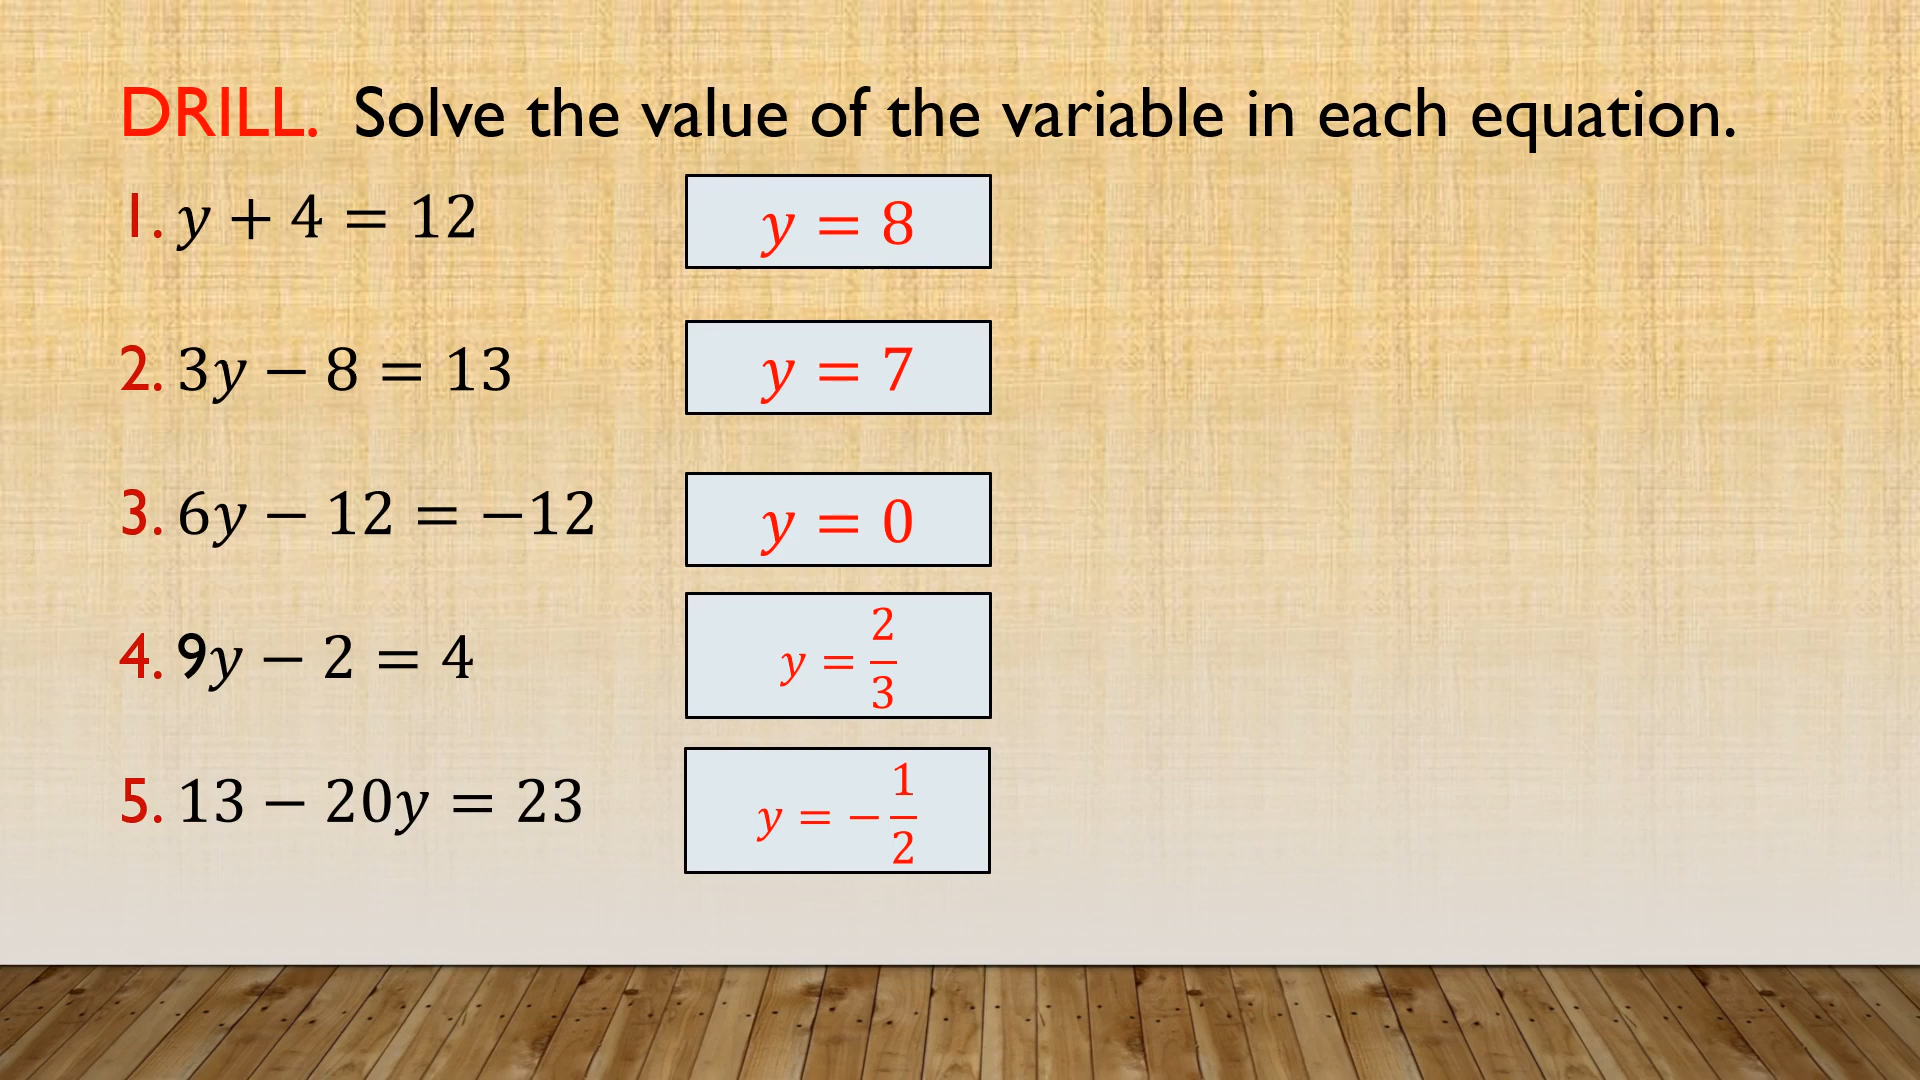 DRILL. Solve the value of the variable in each equation.
1. y + 4 = 12
y = 8
2. 3y − 8 = 13
y = 7
3. 6y − 12 = −12
y = 0
4. 9y − 2 = 4
y = 2/3
5. 13 − 20y = 23
y = −1/2